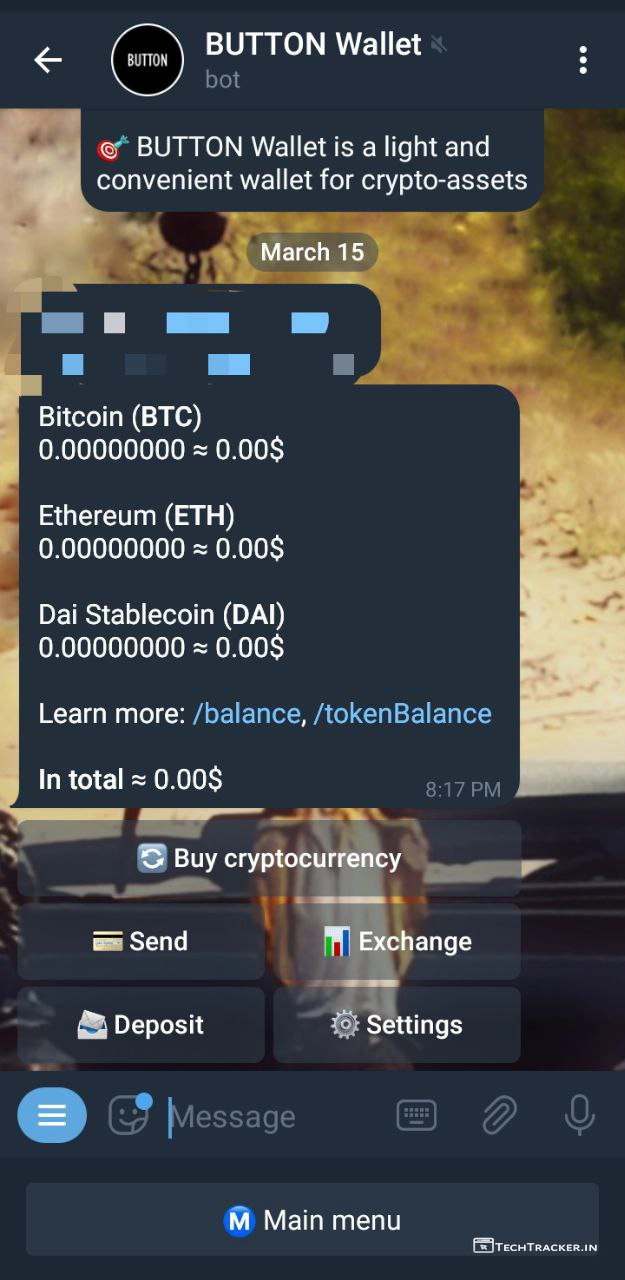 BUTTON
BUTTON Wallet
bot
🎯 BUTTON Wallet is a light and
convenient wallet for crypto-assets
March 15
Bitcoin (BTC)
0.00000000 ≈ 0.00$
Ethereum (ETH)
0.00000000 ≈ 0.00$
Dai Stablecoin (DAI)
0.00000000 ≈ 0.00$
Learn more: /balance, /tokenBalance
In total ≈ 0.00$
8:17 PM
Buy cryptocurrency
Send
Exchange
Deposit
Settings
Message
Ⓜ️ Main menu
TECHTRACKER.IN